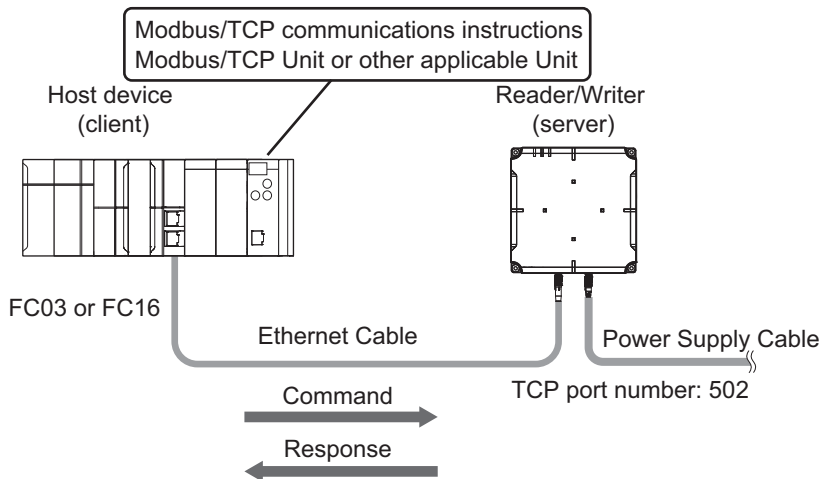 Modbus/TCP communications instructions
Modbus/TCP Unit or other applicable Unit
Host device
(client)
Reader/Writer
(server)
FC03 or FC16
Ethernet Cable
Power Supply Cable
TCP port number: 502
Command
Response